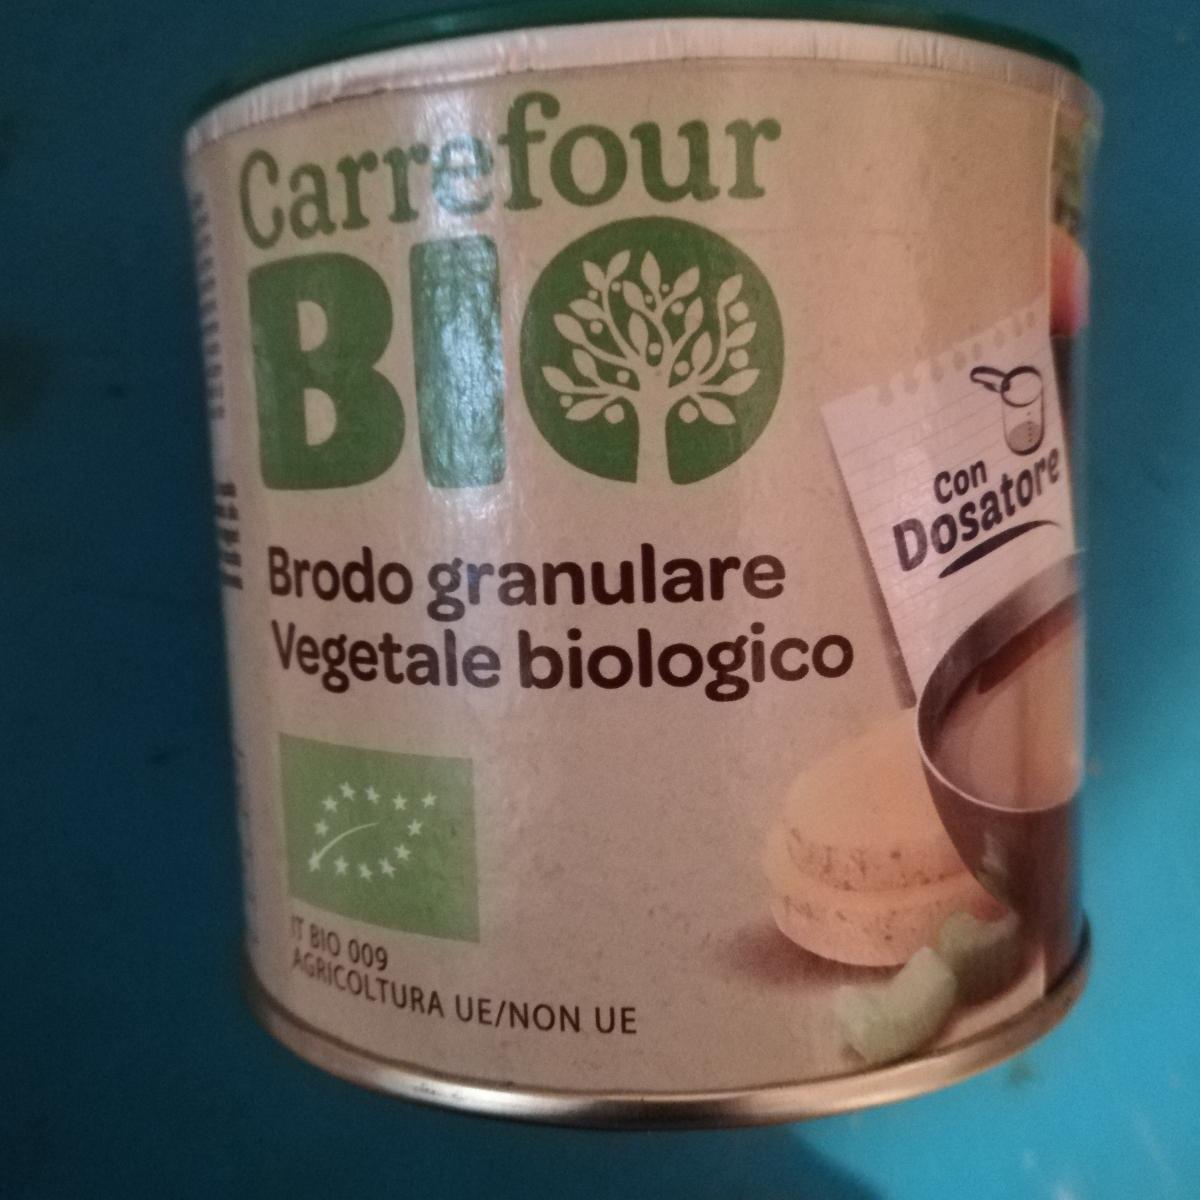 Carrefour
BIO
Con
Dosatore
Brodo granulare
Vegetale biologico
IT BIO 009
AGRICOLTURA UE/NON UE